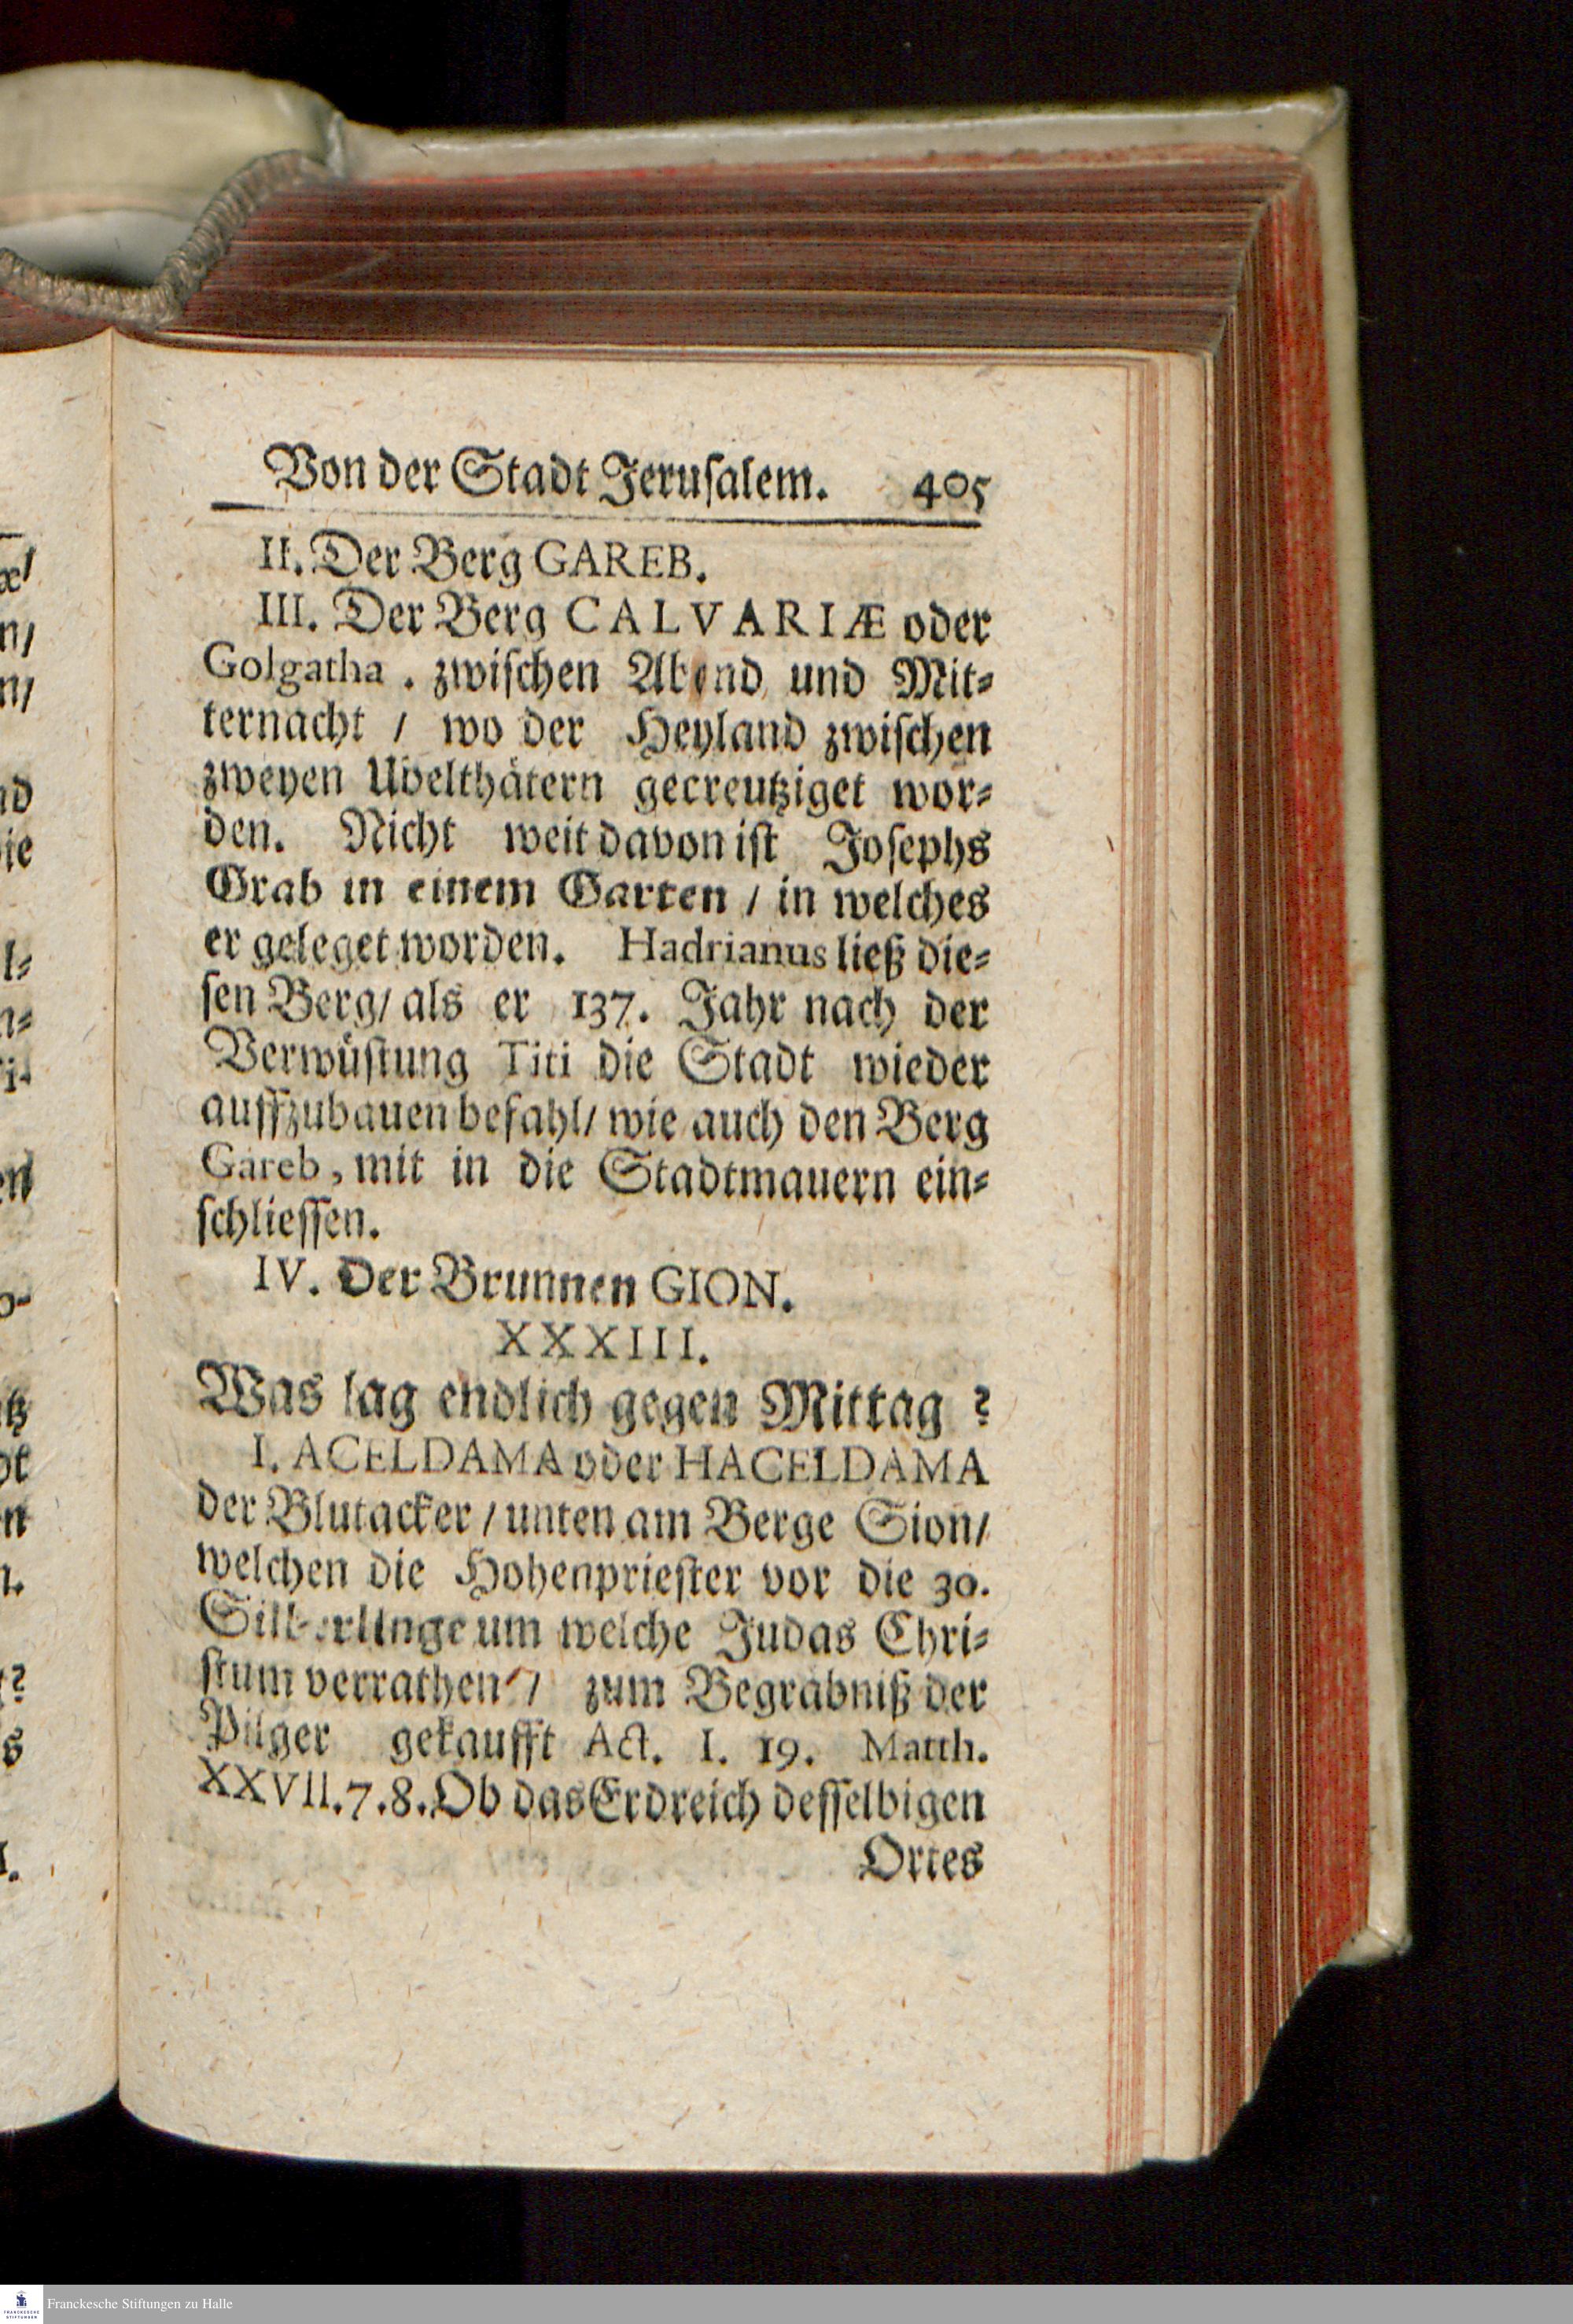 Von der Stadt Jerusalem. 405
II. Der Berg GAREB.
III. Der Berg CALVARIÆ oder
Golgatha. zwischen Abend und Mit-
ternacht / wo der Heyland zwischen
zweyen Ubelthätern gecreutziget wor-
den. Nicht weit davon ist Josephs
Grab in einem Garten / in welches
er geleget worden. Hadrianus ließ die-
sen Berg / als er 137. Jahr nach der
Verwüstung Titi die Stadt wieder
auffzubauen befahl / wie auch den Berg
Gareb, mit in die Stadtmauern ein-
schliessen.
IV. Der Brunnen GION.
XXXIII.
Was lag endlich gegen Mittag?
I. ACELDAMA oder HACELDAMA
der Blutacker / unten am Berge Sion /
welchen die Hohenpriester vor die 30.
Silberlinge um welche Judas Chri-
stum verrathen / zum Begräbniß der
Pilger gekaufft Act. I. 19. Matth.
XXVII. 7. 8. Ob das Erdreich desselbigen
Ortes
Franckesche Stiftungen zu Halle
FRANCKESCHE
STIFTUNGEN